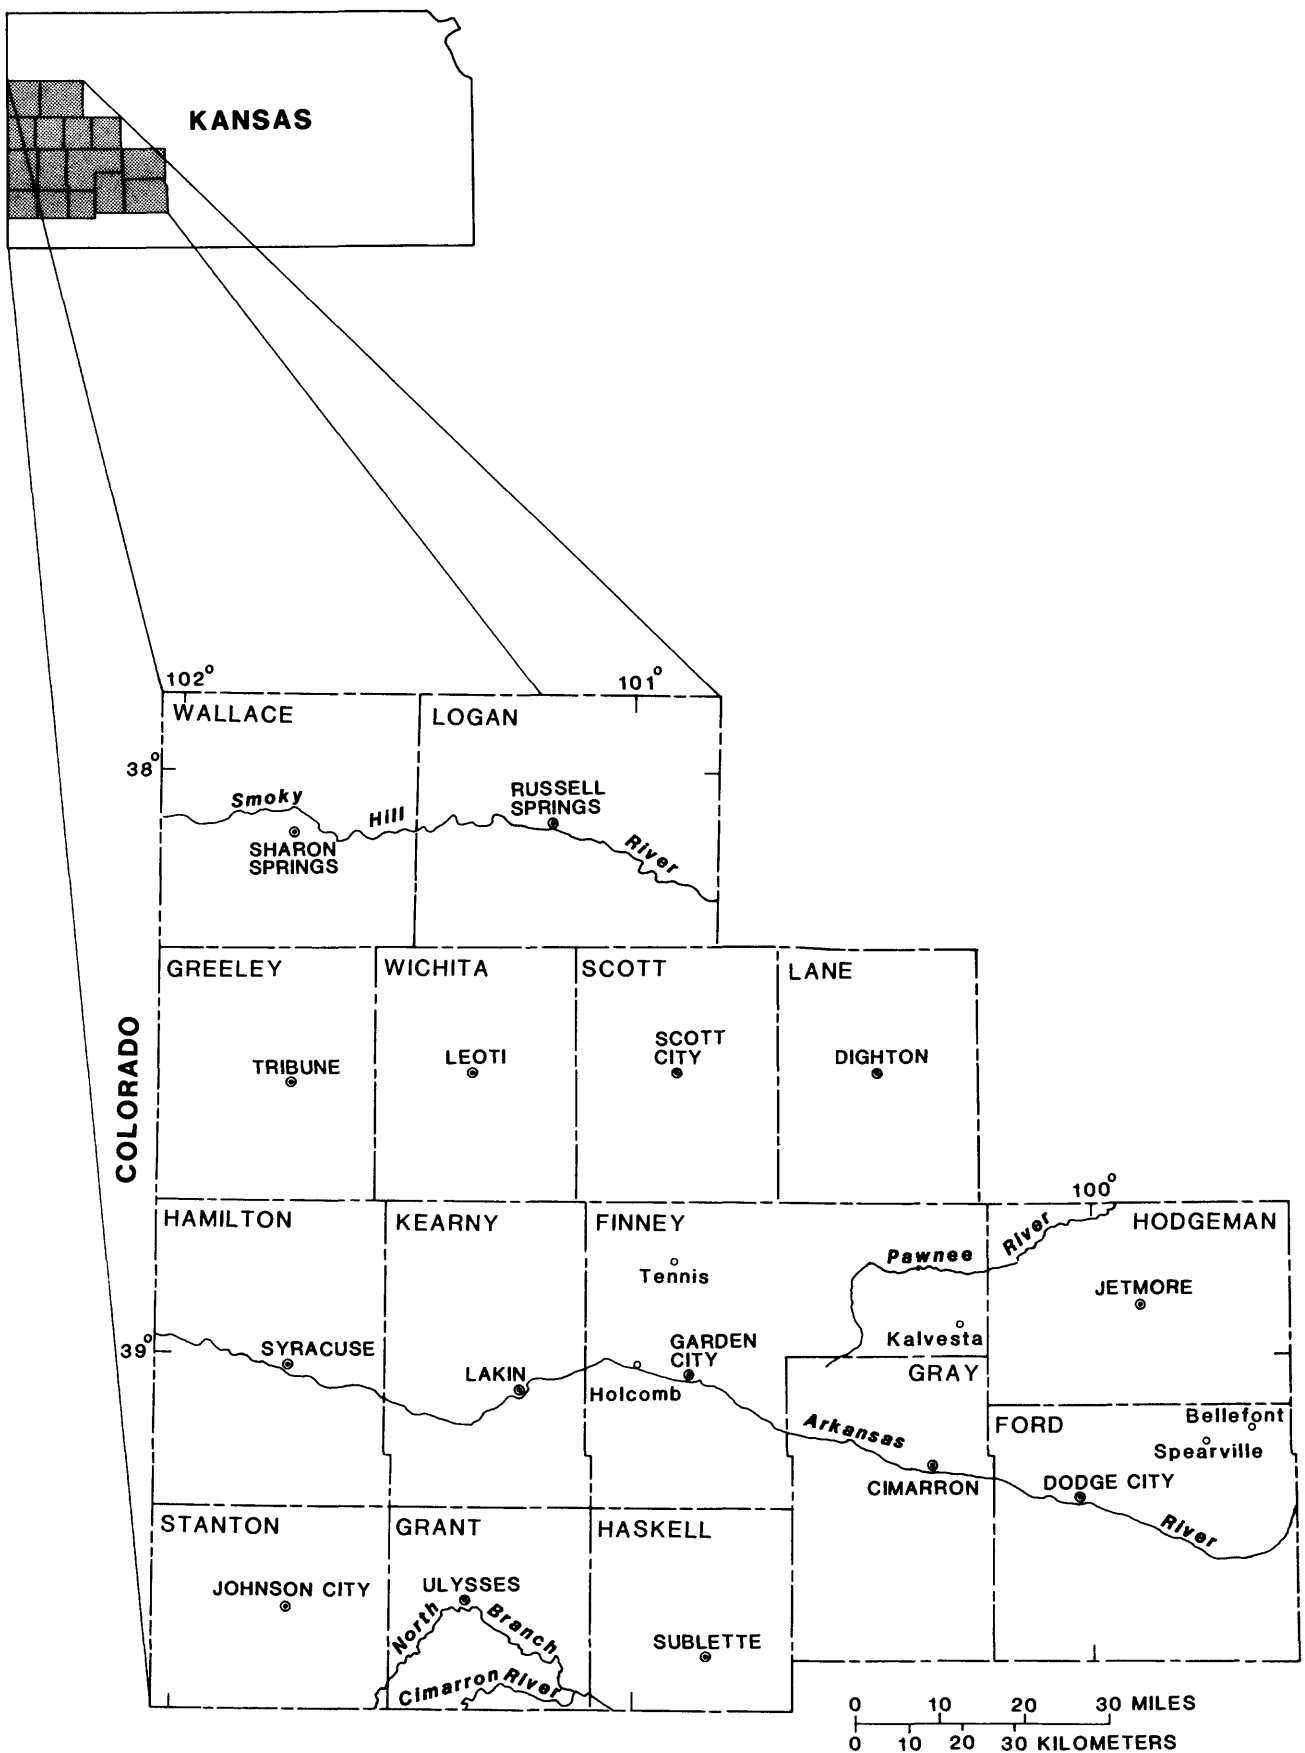 KANSAS
102°
101°
WALLACE
LOGAN
38°
Smoky
Hill
River
RUSSELL
SPRINGS
SHARON
SPRINGS
COLORADO
GREELEY
WICHITA
SCOTT
LANE
TRIBUNE
LEOTI
SCOTT
CITY
DIGHTON
100°
HAMILTON
KEARNY
FINNEY
HODGEMAN
Pawnee
River
Tennis
JETMORE
Kalvesta
39°
SYRACUSE
LAKIN
GARDEN
CITY
Holcomb
GRAY
Arkansas
River
FORD
Bellefont
Spearville
CIMARRON
DODGE CITY
STANTON
GRANT
HASKELL
JOHNSON CITY
ULYSSES
North
Branch
Cimarron River
SUBLETTE
0 10 20 30 MILES
0 10 20 30 KILOMETERS